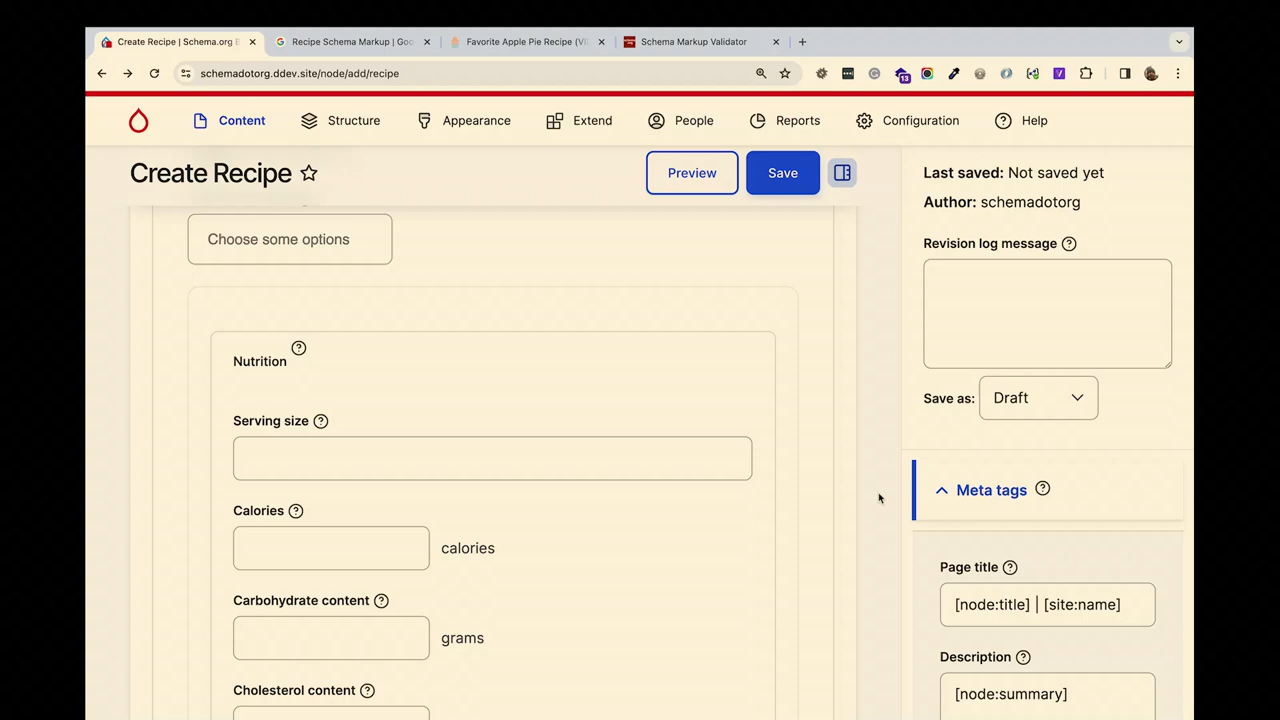 Create Recipe | Schema.org E
Recipe Schema Markup | Goo
Favorite Apple Pie Recipe (VI
Schema Markup Validator
schemadotorg.ddev.site/node/add/recipe
13
Content
Structure
Appearance
Extend
People
Reports
Configuration
Help
Create Recipe
Preview
Save
Choose some options
Nutrition
Serving size
Calories
calories
Carbohydrate content
grams
Cholesterol content
Last saved: Not saved yet
Author: schemadotorg
Revision log message
Save as: Draft
Meta tags
Page title
[node:title] | [site:name]
Description
[node:summary]